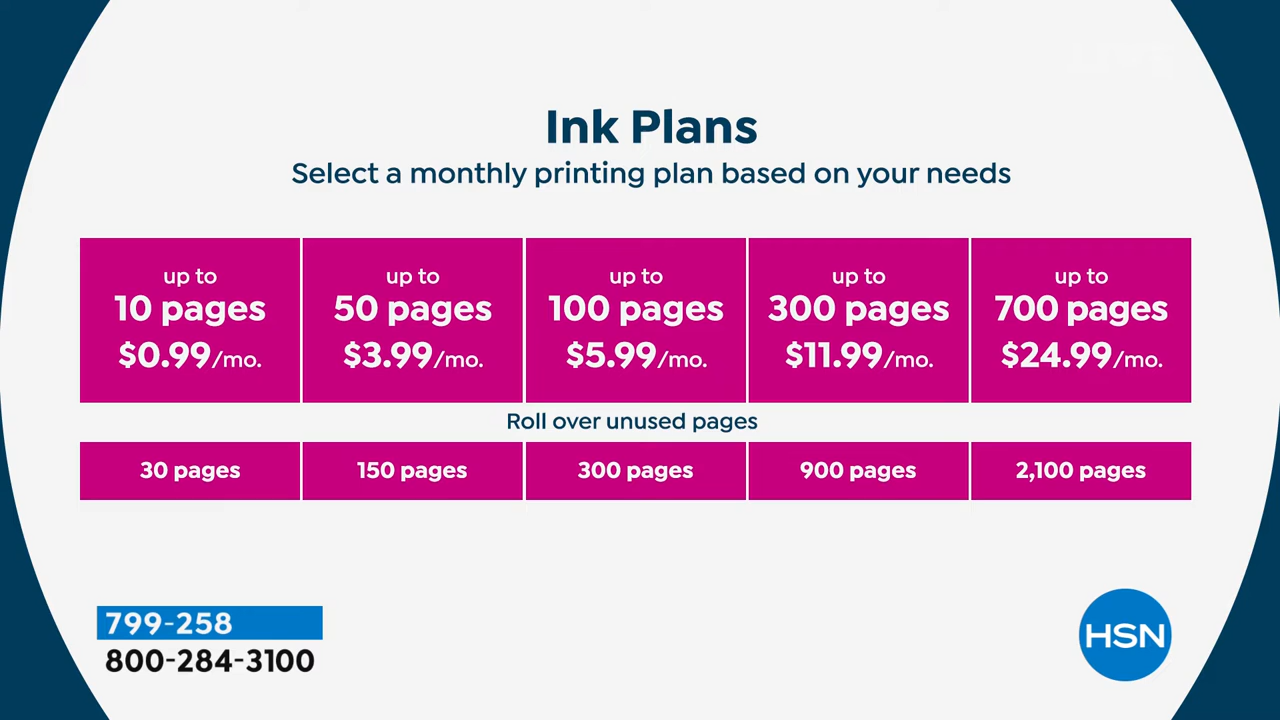 Ink Plans
Select a monthly printing plan based on your needs
up to
10 pages
$0.99/mo.
up to
50 pages
$3.99/mo.
up to
100 pages
$5.99/mo.
up to
300 pages
$11.99/mo.
up to
700 pages
$24.99/mo.
Roll over unused pages
30 pages
150 pages
300 pages
900 pages
2,100 pages
799-258
800-284-3100
HSN